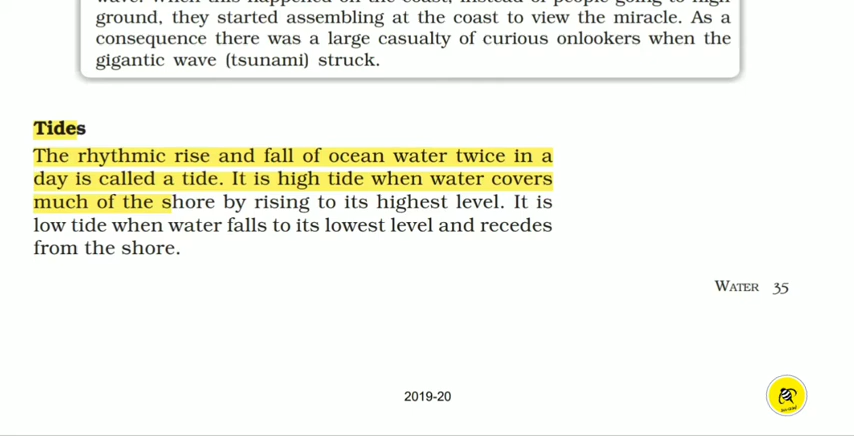 ground, they started assembling at the coast to view the miracle. As a
consequence there was a large casualty of curious onlookers when the
gigantic wave (tsunami) struck.
Tides
The rhythmic rise and fall of ocean water twice in a
day is called a tide. It is high tide when water covers
much of the shore by rising to its highest level. It is
low tide when water falls to its lowest level and recedes
from the shore.
WATER 35
2019-20